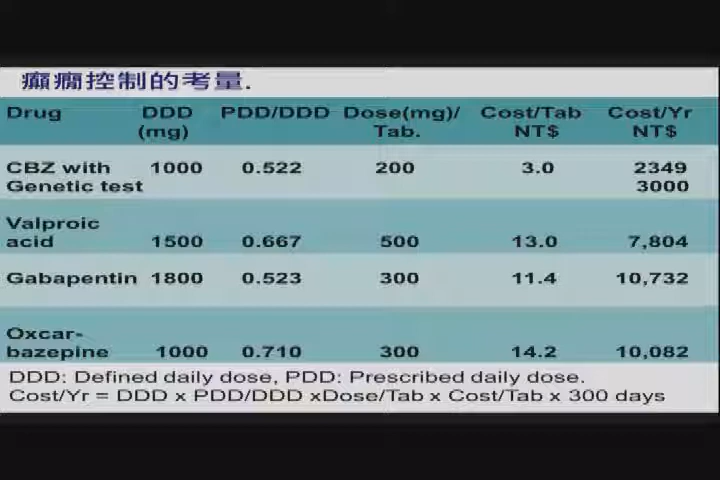 癲癇控制的考量.
Drug DDD PDD/DDD Dose(mg)/ Cost/Tab Cost/Yr
(mg) Tab. NT$ NT$
CBZ with 1000 0.522 200 3.0 2349
Genetic test 3000
Valproic
acid 1500 0.667 500 13.0 7,804
Gabapentin 1800 0.523 300 11.4 10,732
Oxcar-
bazepine 1000 0.710 300 14.2 10,082
DDD: Defined daily dose, PDD: Prescribed daily dose.
Cost/Yr = DDD x PDD/DDD xDose/Tab x Cost/Tab x 300 days